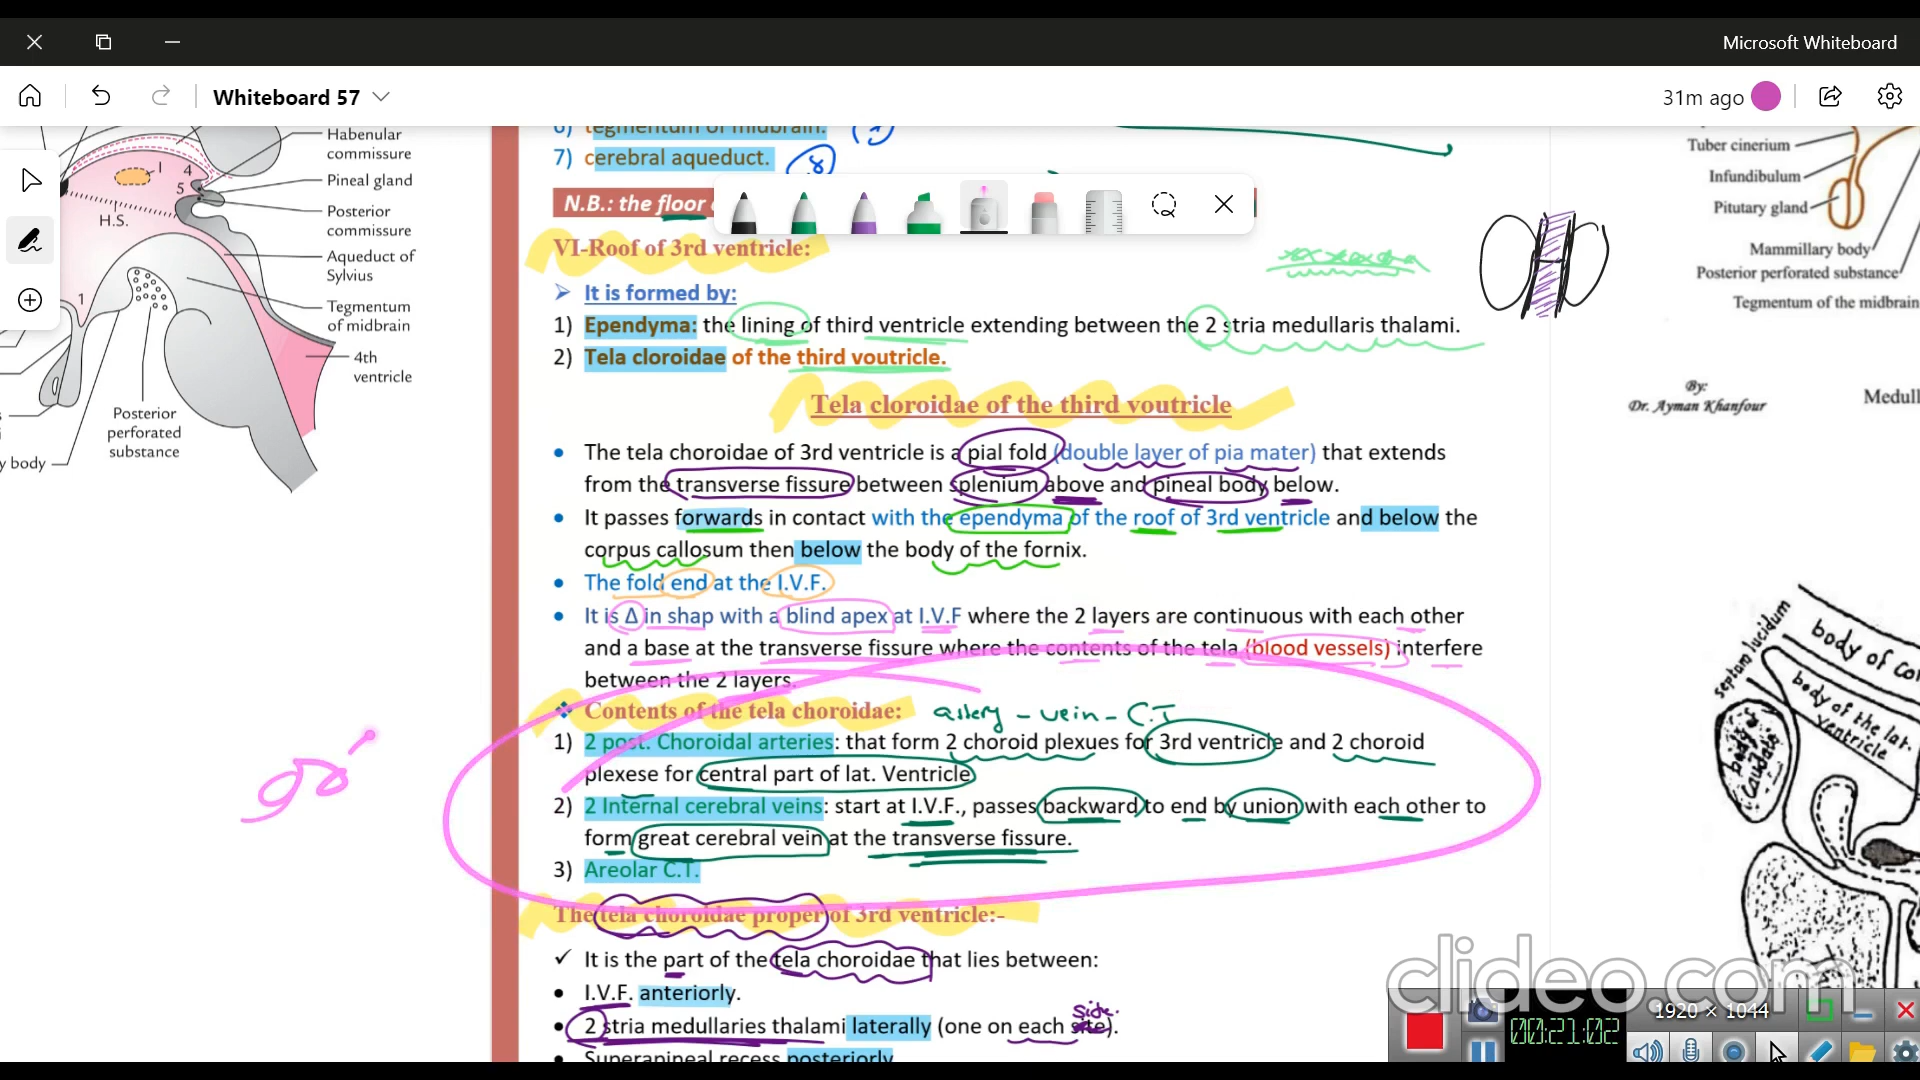 Microsoft Whiteboard
Whiteboard 57
31m ago
Habenular
commissure
Pineal gland
Posterior
commissure
Aqueduct of
Sylvius
Tegmentum
of midbrain
4th
ventricle
I
4
5
H.S.
1
Posterior
perforated
substance
y body
6) tegmentum of midbrain.
7) cerebral aqueduct.
8
N.B.: the floor
VI-Roof of 3rd ventricle:
➢ It is formed by:
1) Ependyma: the lining of third ventricle extending between the 2 stria medullaris thalami.
2) Tela cloroidae of the third voutricle.
Tela cloroidae of the third voutricle
• The tela choroidae of 3rd ventricle is a pial fold (double layer of pia mater) that extends
from the transverse fissure between splenium above and pineal body below.
• It passes forwards in contact with the ependyma of the roof of 3rd ventricle and below the
corpus callosum then below the body of the fornix.
• The fold end at the I.V.F.
• It is Δ in shap with a blind apex at I.V.F where the 2 layers are continuous with each other
and a base at the transverse fissure where the contents of the tela (blood vessels) interfere
between the 2 layers.
❖ Contents of the tela choroidae: artery - vein - C.T
1) 2 post. Choroidal arteries: that form 2 choroid plexues for 3rd ventricle and 2 choroid
plexese for central part of lat. Ventricle
2) 2 Internal cerebral veins: start at I.V.F., passes backward to end by union with each other to
form great cerebral vein at the transverse fissure.
3) Areolar C.T.
The tela choroidae proper of 3rd ventricle:-
✓ It is the part of the tela choroidae that lies between:
• I.V.F. anteriorly.
side.
• 2 stria medullaries thalami laterally (one on each site).
• Superapineal recess posteriorly
Tuber cinerium
Infundibulum
Pitutary gland
Mammillary body
Posterior perforated substance
Tegmentum of the midbrain
By:
Dr. Ayman Khanfour
Medull
septum lucidum
body of co
body of the lat.
ventricle
body
caudate
clideo.com
1920 × 1044
00:21:02